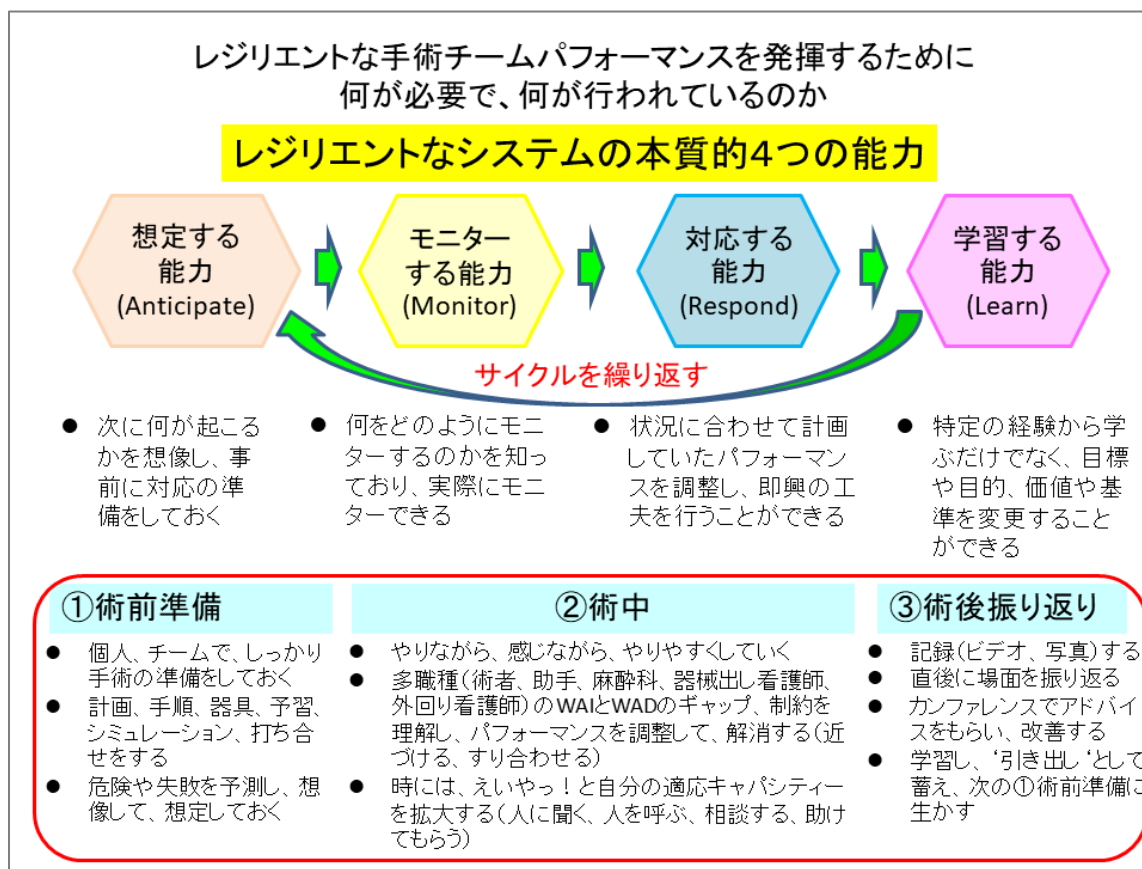 レジリエントな手術チームパフォーマンスを発揮するために
何が必要で、何が行われているのか
レジリエントなシステムの本質的4つの能力
想定する
能力
(Anticipate)
モニター
する能力
(Monitor)
対応する
能力
(Respond)
学習する
能力
(Learn)
サイクルを繰り返す
● 次に何が起こる
かを想像し、事
前に対応の準
備をしておく
● 何をどのようにモニ
ターするのかを知っ
ており、実際にモニ
ターできる
● 状況に合わせて計画
していたパフォーマン
スを調整し、即興の工
夫を行うことができる
● 特定の経験から学
ぶだけでなく、目標
や目的、価値や基
準を変更すること
ができる
①術前準備
● 個人、チームで、しっかり
手術の準備をしておく
● 計画、手順、器具、予習、
シミュレーション、打ち合
せをする
● 危険や失敗を予測し、想
像して、想定しておく
②術中
● やりながら、感じながら、やりやすくしていく
● 多職種(術者、助手、麻酔科、器械出し看護師、
外回り看護師)のWAIとWADのギャップ、制約を
理解し、パフォーマンスを調整して、解消する(近
づける、すり合わせる)
● 時には、えいやっ!と自分の適応キャパシティー
を拡大する(人に聞く、人を呼ぶ、相談する、助け
てもらう)
③術後振り返り
● 記録(ビデオ、写真)する
● 直後に場面を振り返る
● カンファレンスでアドバイ
スをもらい、改善する
● 学習し、‘引き出し‘として
蓄え、次の①術前準備に
生かす